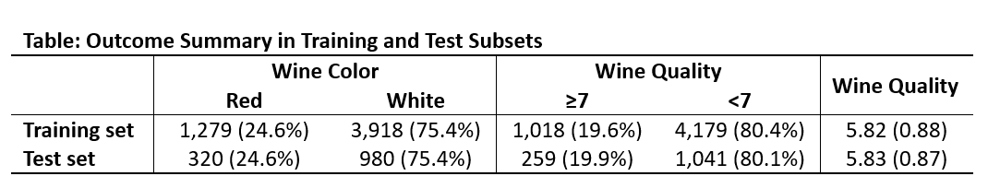 Table: Outcome Summary in Training and Test Subsets
Wine Color Wine Quality Wine Quality
Red White ≥7 <7
Training set 1,279 (24.6%) 3,918 (75.4%) 1,018 (19.6%) 4,179 (80.4%) 5.82 (0.88)
Test set 320 (24.6%) 980 (75.4%) 259 (19.9%) 1,041 (80.1%) 5.83 (0.87)